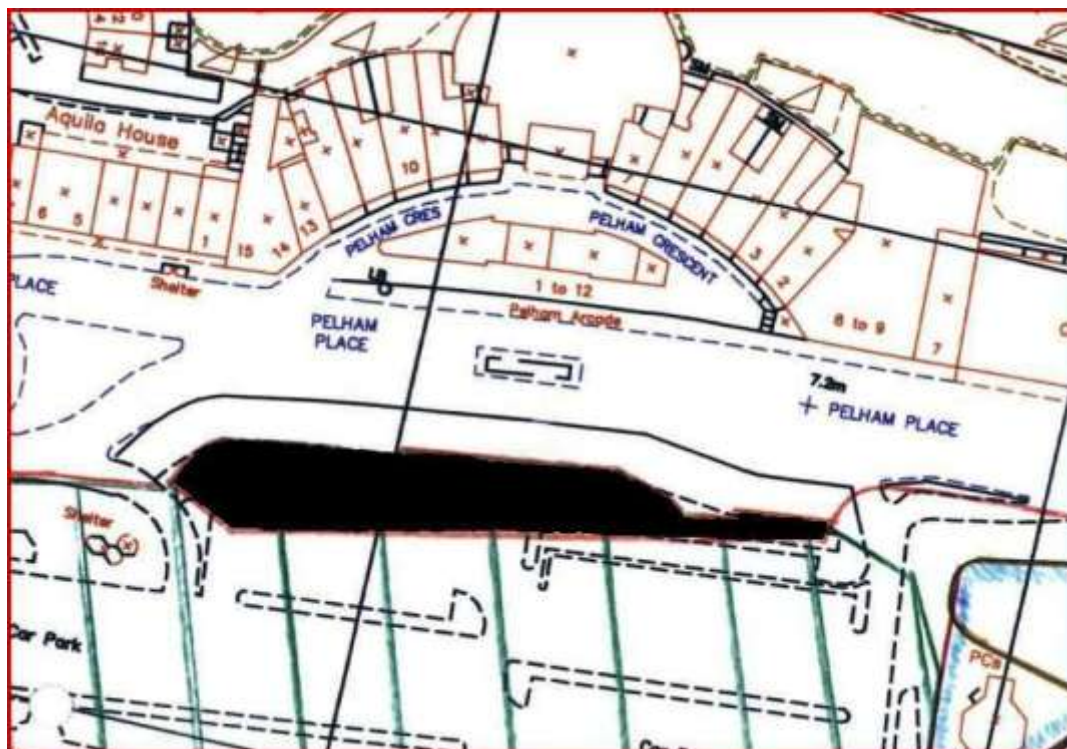 Aquila House
6
5
1
15
14
13
10
PELHAM CRES
PELHAM CRESCENT
3
2
6 to 9
7
Shelter
PLACE
LB
1 to 12
Pelham Arcade
PELHAM
PLACE
7.2m
PELHAM PLACE
Shelter
Car Park
PCs